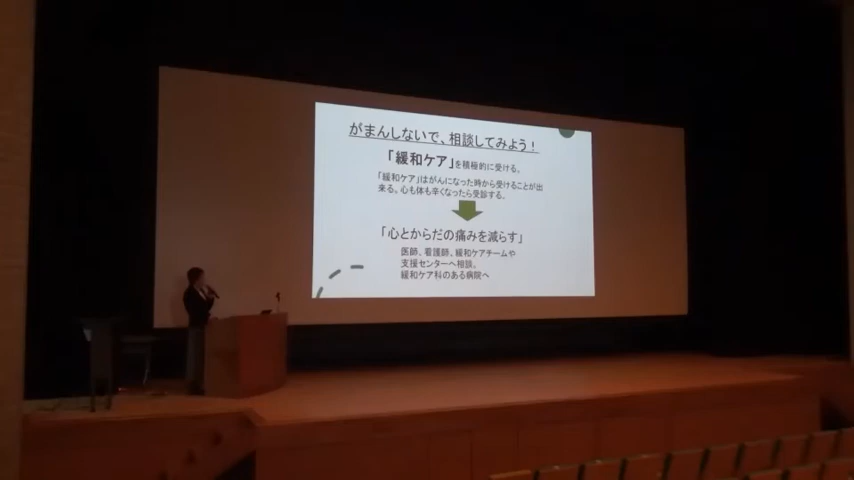 がまんしないで、相談してみよう！
「緩和ケア」を積極的に受ける。
「緩和ケア」はがんになった時から受けることが出
来る。心も体も辛くなったら受診する。
「心とからだの痛みを減らす」
医師、看護師、緩和ケアチームや
支援センターへ相談。
緩和ケア科のある病院へ